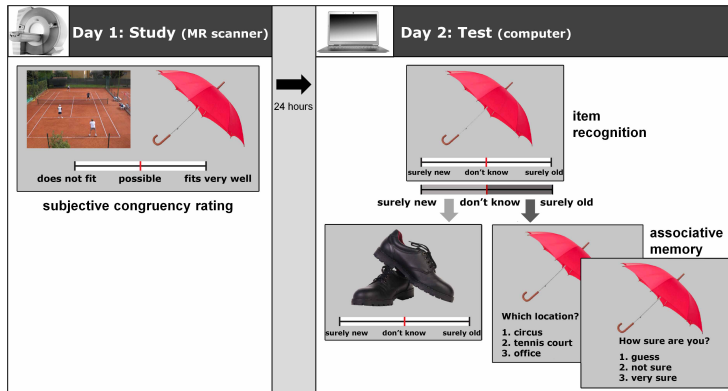 Day 1: Study (MR scanner)
does not fit possible fits very well
subjective congruency rating
24 hours
Day 2: Test (computer)
item
recognition
surely new don't know surely old
surely new don't know surely old
surely new don't know surely old
associative
memory
Which location?
1. circus
2. tennis court
3. office
How sure are you?
1. guess
2. not sure
3. very sure